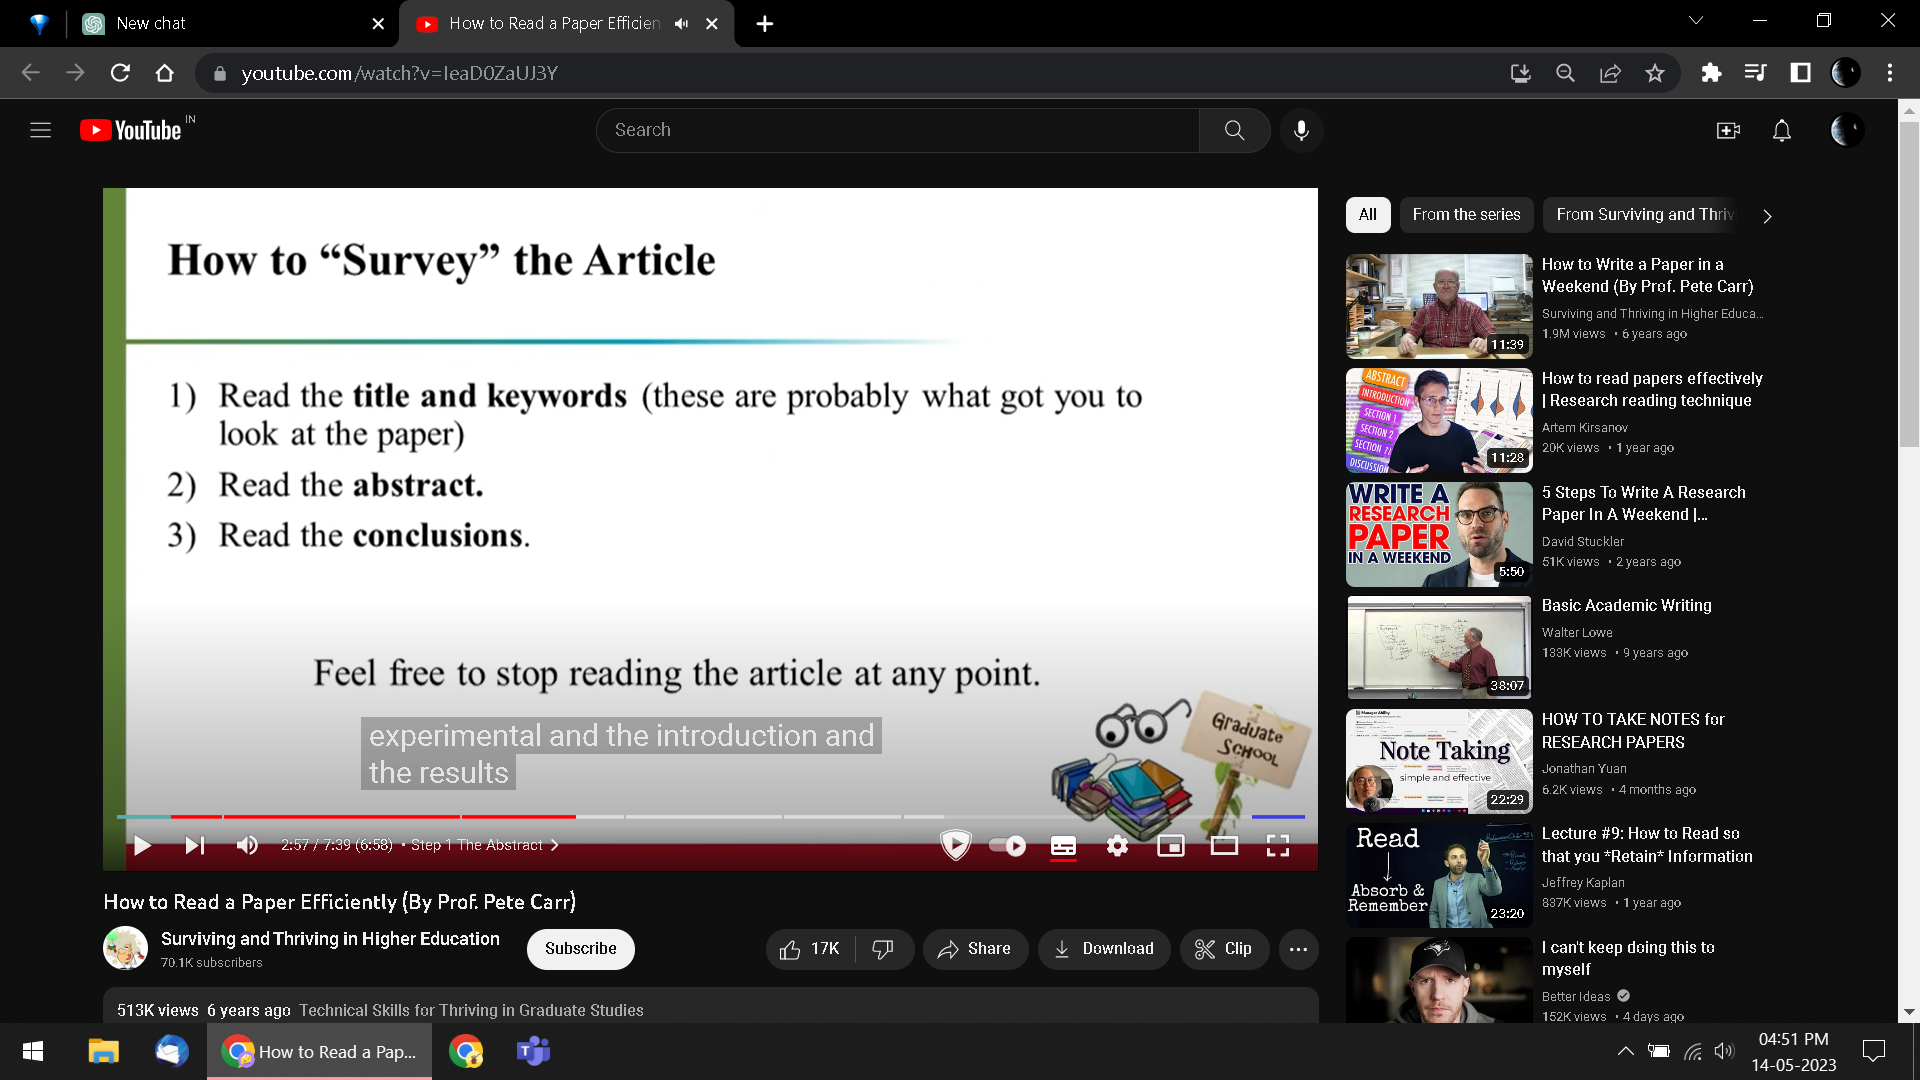 New chat
How to Read a Paper Efficien
youtube.com/watch?v=IeaD0ZaUJ3Y
YouTube IN
Search
How to “Survey” the Article
1) Read the title and keywords (these are probably what got you to
look at the paper)
2) Read the abstract.
3) Read the conclusions.
Feel free to stop reading the article at any point.
Graduate
School
experimental and the introduction and
the results
2:57 / 7:39 (6:58) • Step 1 The Abstract
How to Read a Paper Efficiently (By Prof. Pete Carr)
Surviving and Thriving in Higher Education
70.1K subscribers
Subscribe
17K
Share
Download
Clip
513K views 6 years ago Technical Skills for Thriving in Graduate Studies
All
From the series
From Surviving and Thriv
11:39
How to Write a Paper in a
Weekend (By Prof. Pete Carr)
Surviving and Thriving in Higher Educa...
1.9M views • 6 years ago
ABSTRACT
INTRODUCTION
SECTION 1
SECTION 2
DISCUSSION
11:28
How to read papers effectively
| Research reading technique
Artem Kirsanov
20K views • 1 year ago
WRITE A
RESEARCH
PAPER
IN A WEEKEND
5:50
5 Steps To Write A Research
Paper In A Weekend |...
David Stuckler
51K views • 2 years ago
38:07
Basic Academic Writing
Walter Lowe
133K views • 9 years ago
Note Taking
simple and effective
22:29
HOW TO TAKE NOTES for
RESEARCH PAPERS
Jonathan Yuan
6.2K views • 4 months ago
Read
Absorb &
Remember
23:20
Lecture #9: How to Read so
that you *Retain* Information
Jeffrey Kaplan
837K views • 1 year ago
I can't keep doing this to
myself
Better Ideas
152K views • 4 days ago
How to Read a Pap...
04:51 PM
14-05-2023